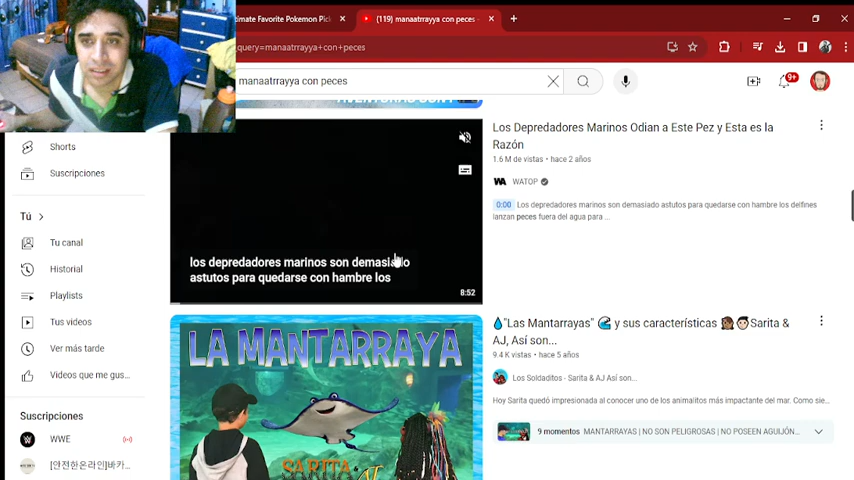 timate Favorite Pokemon Pick
(119) manaatrrayya con peces -
query=manaatrrayya+con+peces
manaatrrayya con peces
9+
Shorts
Suscripciones
Tú
Tu canal
Historial
Playlists
Tus videos
Ver más tarde
Videos que me gus...
Suscripciones
WWE
[안전한온라인]바카...
los depredadores marinos son demasiado
astutos para quedarse con hambre los
8:52
Los Depredadores Marinos Odian a Este Pez y Esta es la
Razón
1.6 M de vistas • hace 2 años
WA WATOP
0:00 Los depredadores marinos son demasiado astutos para quedarse con hambre los delfines
lanzan peces fuera del agua para ...
LA MANTARRAYA
SARITA
"Las Mantarrayas" y sus características Sarita &
AJ, Así son...
9.4 K vistas • hace 5 años
Los Soldaditos - Sarita & AJ Así son...
Hoy Sarita quedó impresionada al conocer uno de los animalitos más impactante del mar. Como sie...
9 momentos MANTARRAYAS | NO SON PELIGROSAS | NO POSEEN AGUIJÓN...